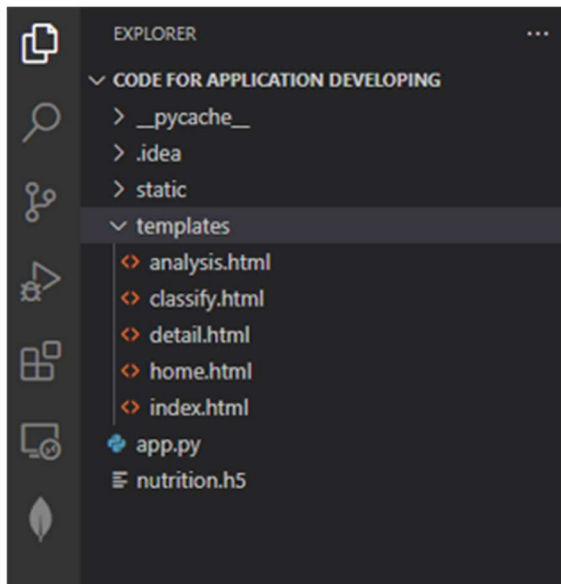 EXPLORER ...
CODE FOR APPLICATION DEVELOPING
__pycache__
.idea
static
templates
analysis.html
classify.html
detail.html
home.html
index.html
app.py
nutrition.h5